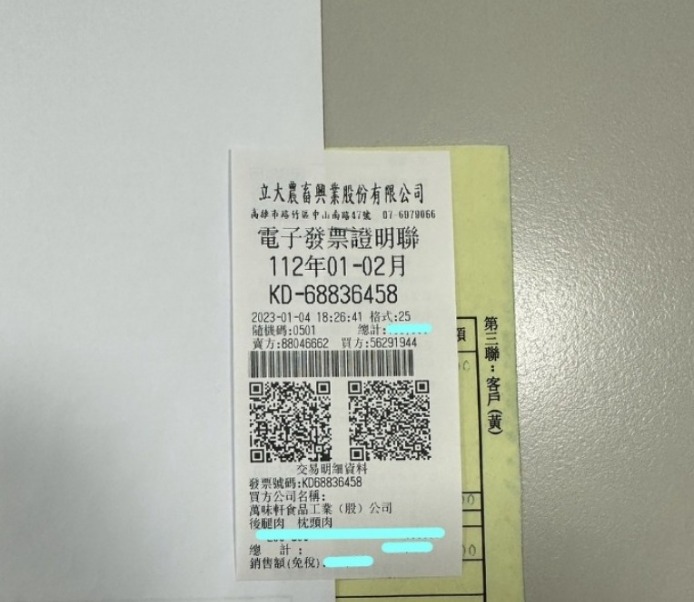 立大農畜興業股份有限公司
高雄市路竹區中山南路47號 07-6079066
電子發票證明聯
112年01-02月
KD-68836458
2023-01-04 18:26:41 格式:25
隨機碼:0501 總計:
賣方:88046662 買方:56291944
交易明細資料
發票號碼:KD68836458
買方公司名稱:
萬味軒食品工業(股)公司
後腿肉 枕頭肉
總 計:
銷售額(免稅):
額
第三聯:客戶(黃)